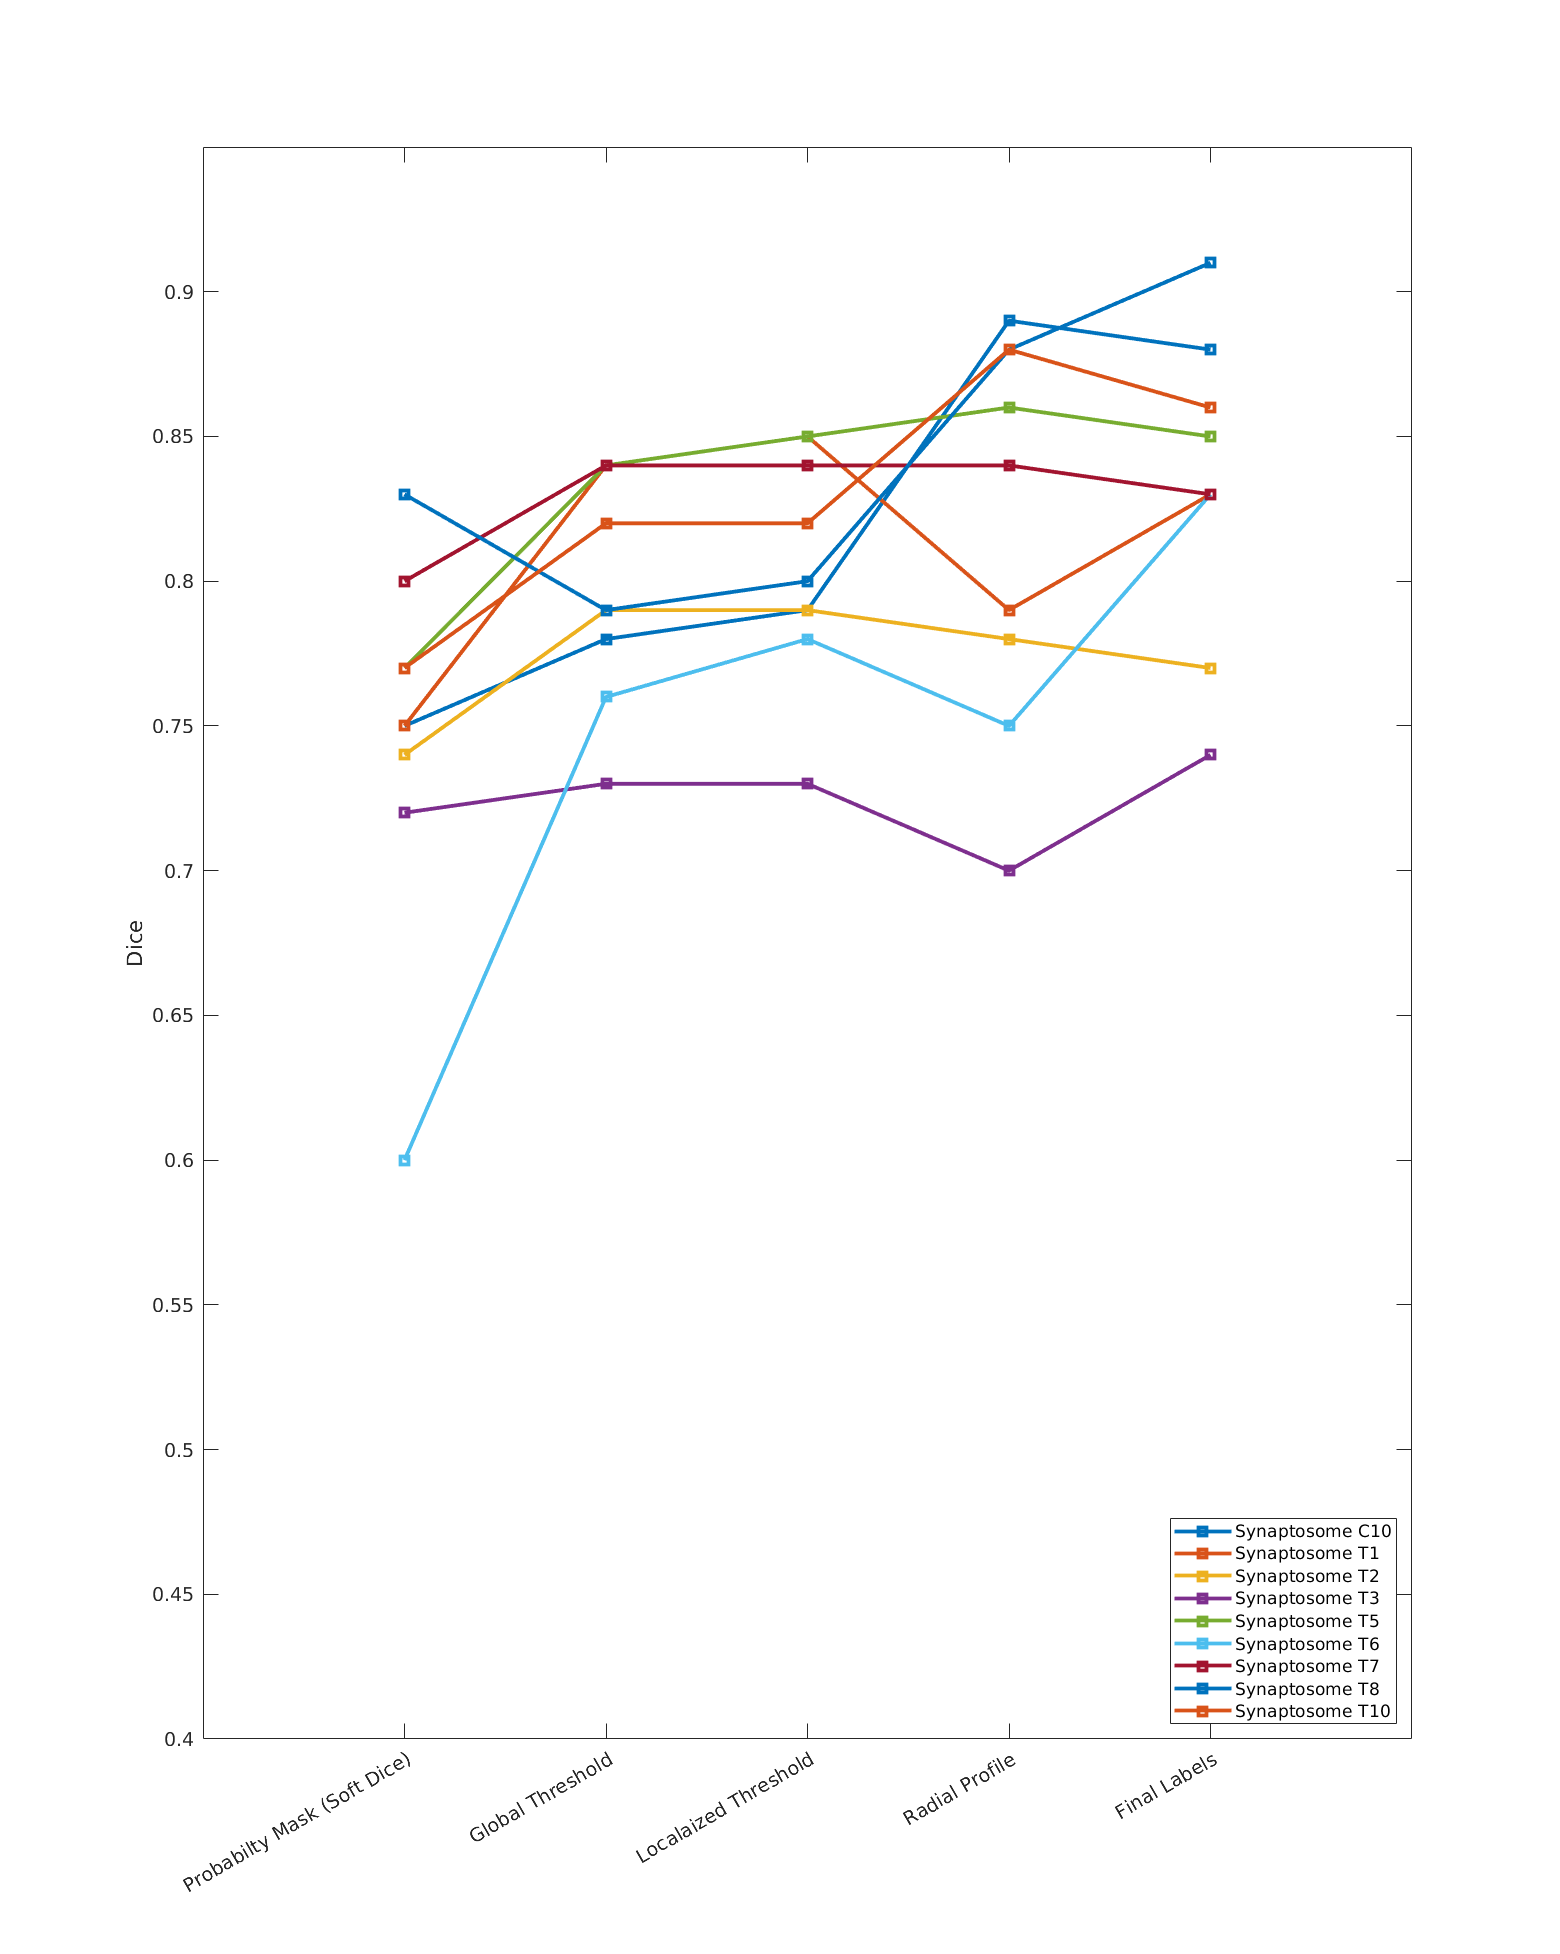 0.9
0.85
0.8
0.75
0.7
0.65
0.6
0.55
0.5
0.45
0.4
Dice
Probabilty Mask (Soft Dice)
Global Threshold
Localaized Threshold
Radial Profile
Final Labels
Synaptosome C10
Synaptosome T1
Synaptosome T2
Synaptosome T3
Synaptosome T5
Synaptosome T6
Synaptosome T7
Synaptosome T8
Synaptosome T10